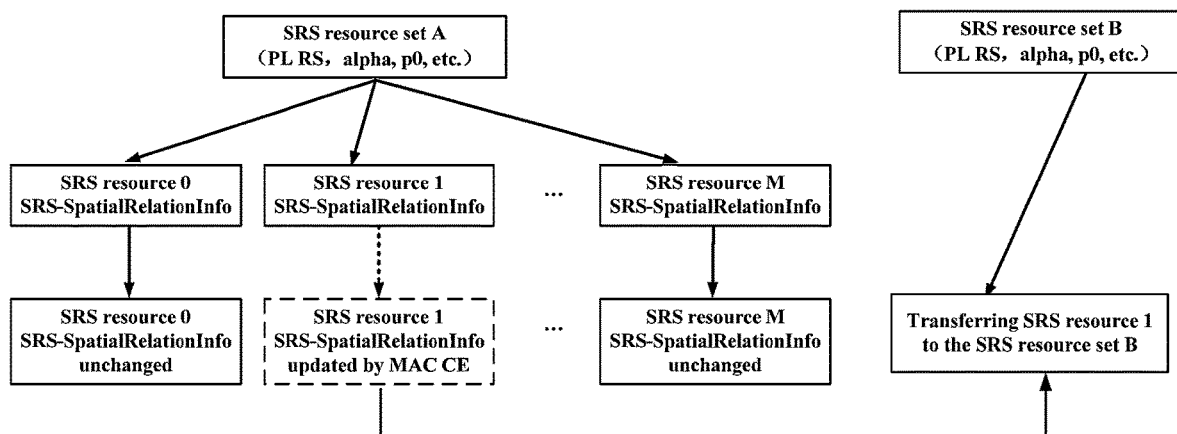 SRS resource set A
（PL RS，alpha, p0, etc.）
SRS resource set B
（PL RS，alpha, p0, etc.）
SRS resource 0
SRS-SpatialRelationInfo
SRS resource 1
SRS-SpatialRelationInfo
...
SRS resource M
SRS-SpatialRelationInfo
SRS resource 0
SRS-SpatialRelationInfo
unchanged
SRS resource 1
SRS-SpatialRelationInfo
updated by MAC CE
...
SRS resource M
SRS-SpatialRelationInfo
unchanged
Transferring SRS resource 1
to the SRS resource set B